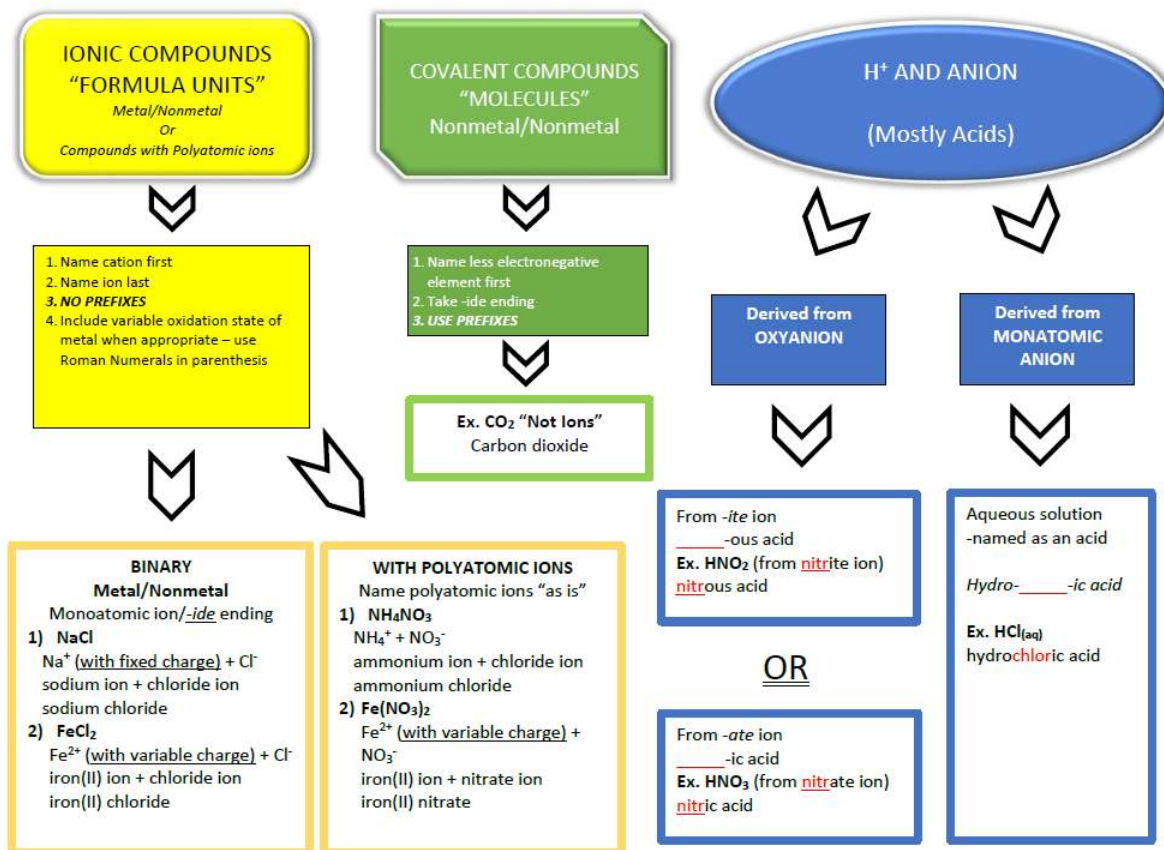 IONIC COMPOUNDS
“FORMULA UNITS”
Metal/Nonmetal
Or
Compounds with Polyatomic ions
COVALENT COMPOUNDS
“MOLECULES”
Nonmetal/Nonmetal
H⁺ AND ANION
(Mostly Acids)
1. Name cation first
2. Name ion last
3. NO PREFIXES
4. Include variable oxidation state of
metal when appropriate – use
Roman Numerals in parenthesis
1. Name less electronegative
element first
2. Take -ide ending
3. USE PREFIXES
Ex. CO₂ “Not Ions”
Carbon dioxide
Derived from
OXYANION
Derived from
MONATOMIC
ANION
BINARY
Metal/Nonmetal
Monoatomic ion/-ide ending
1) NaCl
Na⁺ (with fixed charge) + Cl⁻
sodium ion + chloride ion
sodium chloride
2) FeCl₂
Fe²⁺ (with variable charge) + Cl⁻
iron(II) ion + chloride ion
iron(II) chloride
WITH POLYATOMIC IONS
Name polyatomic ions “as is”
1) NH₄NO₃
NH₄⁺ + NO₃⁻
ammonium ion + chloride ion
ammonium chloride
2) Fe(NO₃)₂
Fe²⁺ (with variable charge) +
NO₃⁻
iron(II) ion + nitrate ion
iron(II) nitrate
From -ite ion
_____-ous acid
Ex. HNO₂ (from nitrite ion)
nitrous acid
OR
From -ate ion
_____-ic acid
Ex. HNO₃ (from nitrate ion)
nitric acid
Aqueous solution
-named as an acid
Hydro-_____-ic acid
Ex. HCl(aq)
hydrochloric acid